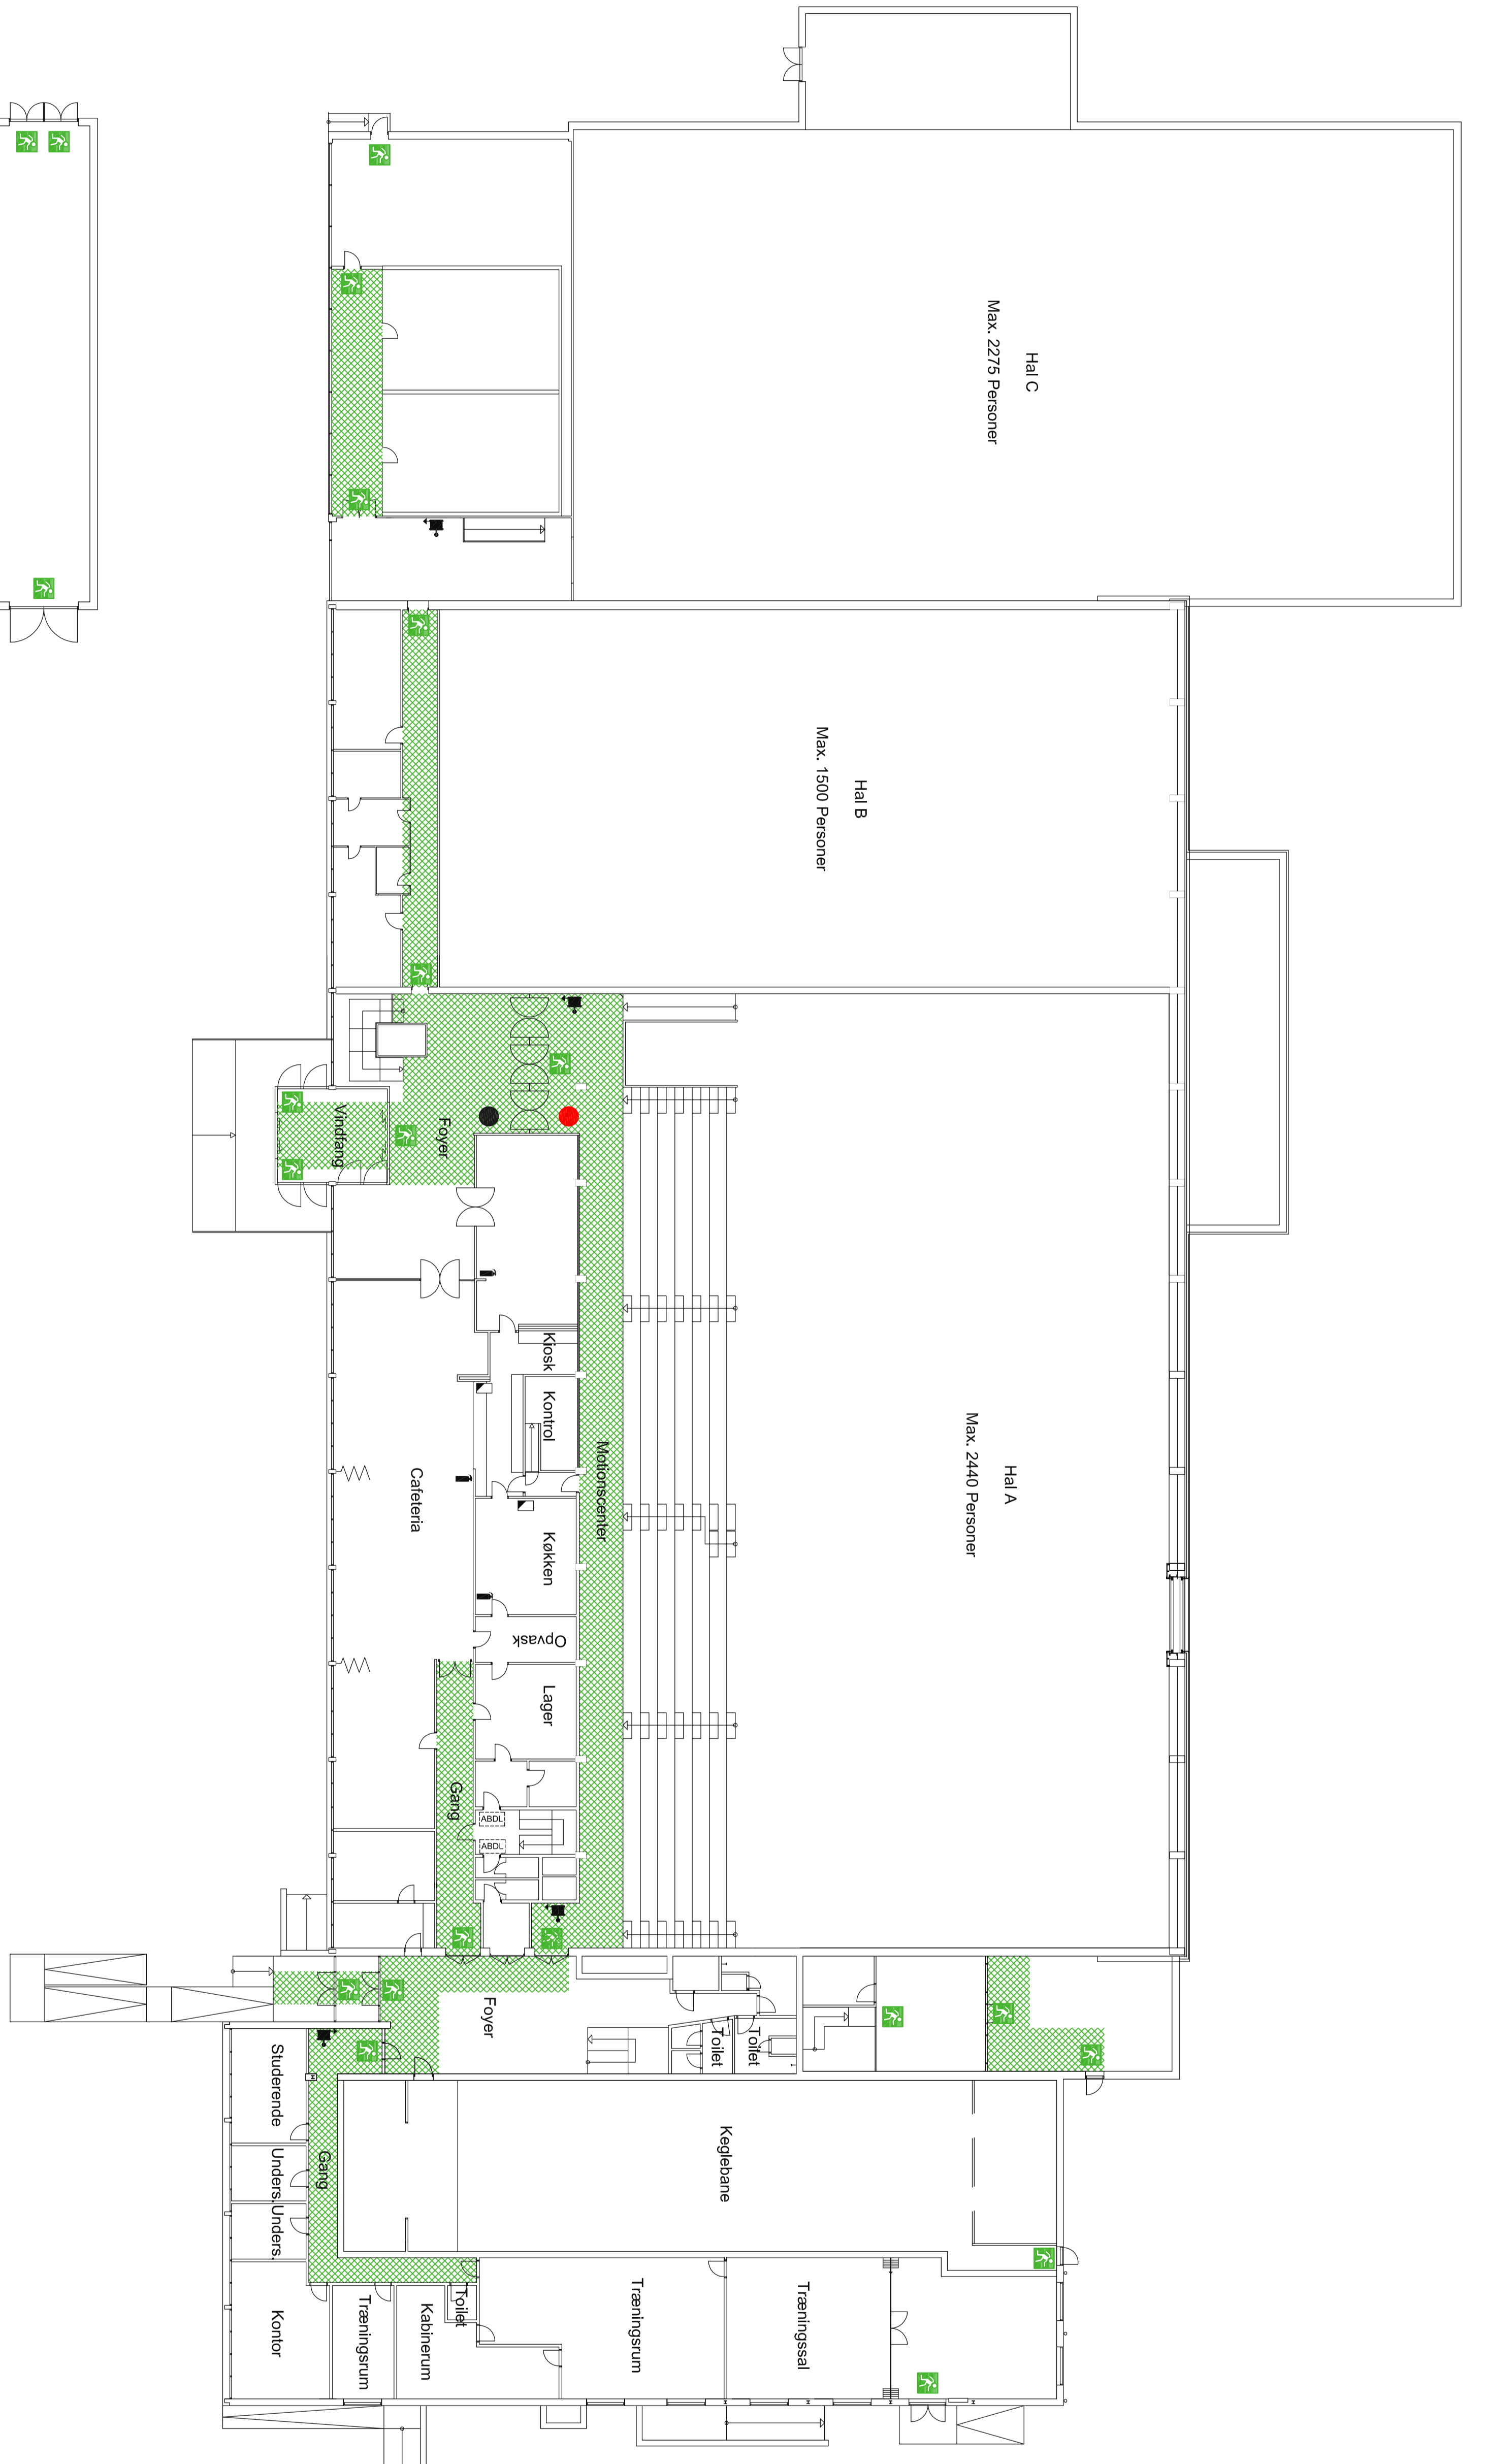 Hal C
Max. 2275 Personer
Hal B
Max. 1500 Personer
Hal A
Max. 2440 Personer
Vindfang
Foyer
Kiosk
Kontrol
Motionscenter
Cafeteria
Køkken
Opvask
Lager
Gang
ABDL
ABDL
Foyer
Toilet
Toilet
Studerende
Unders.
Unders.
Gang
Keglebane
Kontor
Træningsrum
Kabinerum
Toilet
Træningsrum
Træningssal